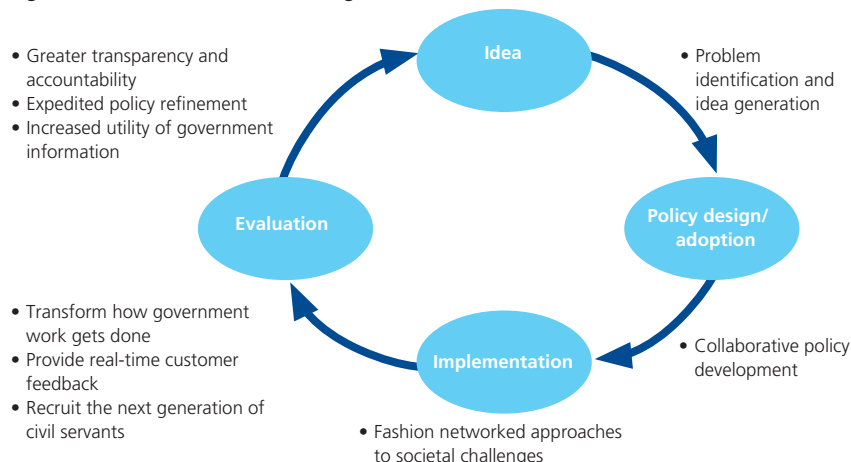 Idea
• Problem
identification and
idea generation
Policy design/
adoption
• Collaborative policy
development
Implementation
• Fashion networked approaches
to societal challenges
• Transform how government
work gets done
• Provide real-time customer
feedback
• Recruit the next generation of
civil servants
Evaluation
• Greater transparency and
accountability
• Expedited policy refinement
• Increased utility of government
information